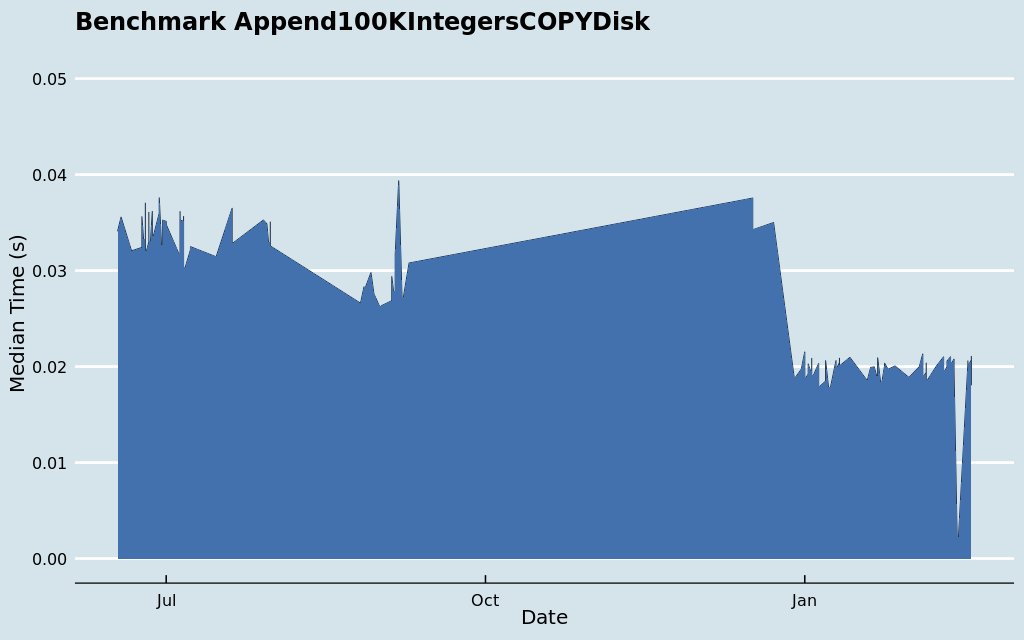 Benchmark Append100KIntegersCOPYDisk
0.05
0.04
0.03
0.02
0.01
0.00
Median Time (s)
Jul
Oct
Jan
Date